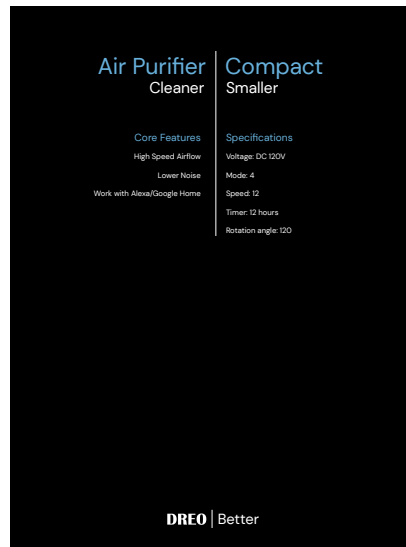 Air Purifier
Cleaner
Compact
Smaller
Core Features
High Speed Airflow
Lower Noise
Work with Alexa/Google Home
Specifications
Voltage: DC 120V
Mode: 4
Speed: 12
Timer: 12 hours
Rotation angle: 120
DREO | Better